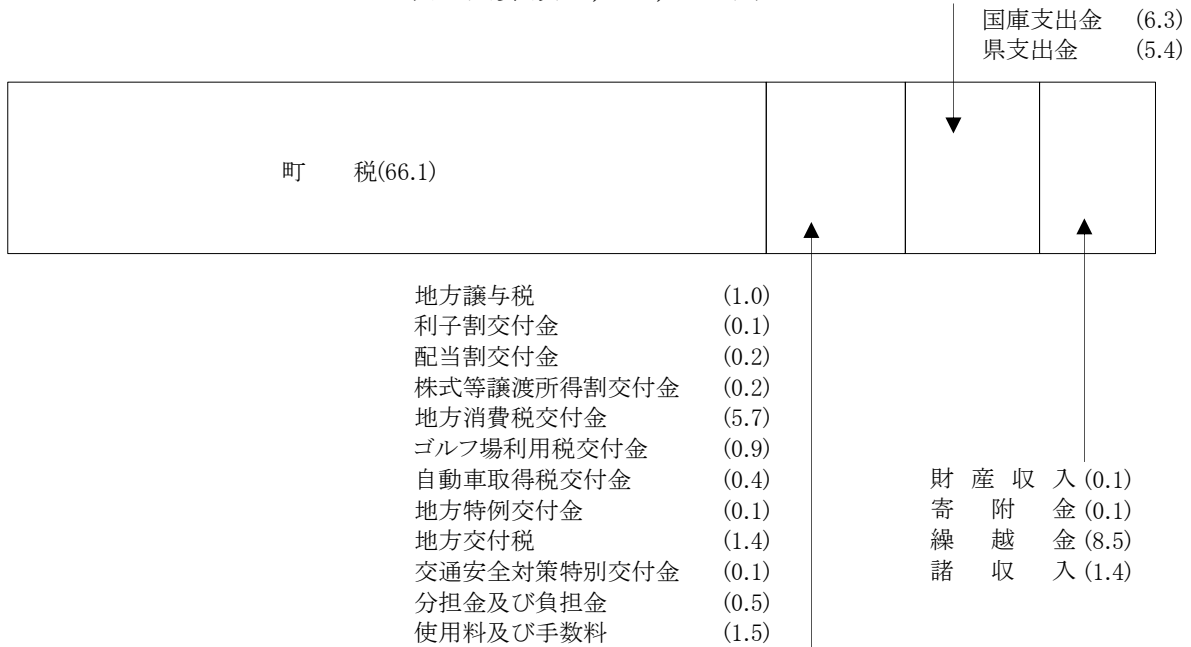 国庫支出金 (6.3)
県支出金 (5.4)
町 税(66.1)
地方譲与税 (1.0)
利子割交付金 (0.1)
配当割交付金 (0.2)
株式等譲渡所得割交付金 (0.2)
地方消費税交付金 (5.7)
ゴルフ場利用税交付金 (0.9)
自動車取得税交付金 (0.4)
地方特例交付金 (0.1)
地方交付税 (1.4)
交通安全対策特別交付金 (0.1)
分担金及び負担金 (0.5)
使用料及び手数料 (1.5)
財産収入(0.1)
寄附金(0.1)
繰越金(8.5)
諸収入(1.4)